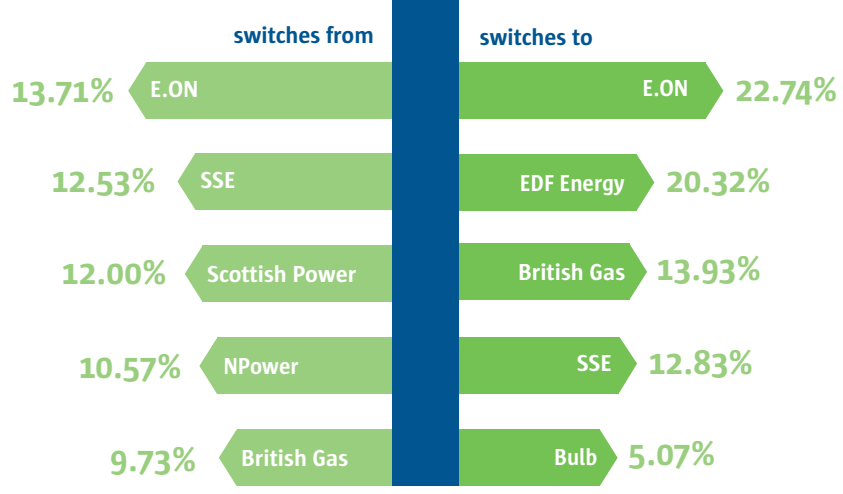 switches from
switches to
13.71% E.ON
E.ON 22.74%
12.53% SSE
EDF Energy 20.32%
12.00% Scottish Power
British Gas 13.93%
10.57% NPower
SSE 12.83%
9.73% British Gas
Bulb 5.07%